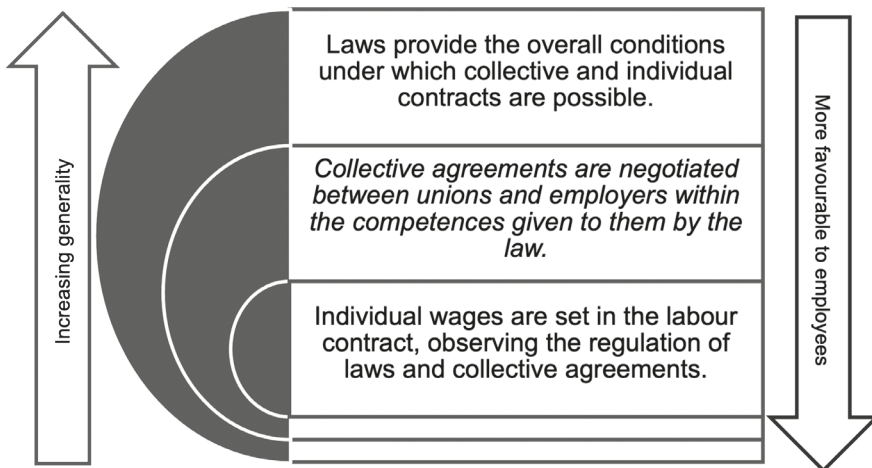 Increasing generality
Laws provide the overall conditions
under which collective and individual
contracts are possible.
Collective agreements are negotiated
between unions and employers within
the competences given to them by the
law.
Individual wages are set in the labour
contract, observing the regulation of
laws and collective agreements.
More favourable to employees